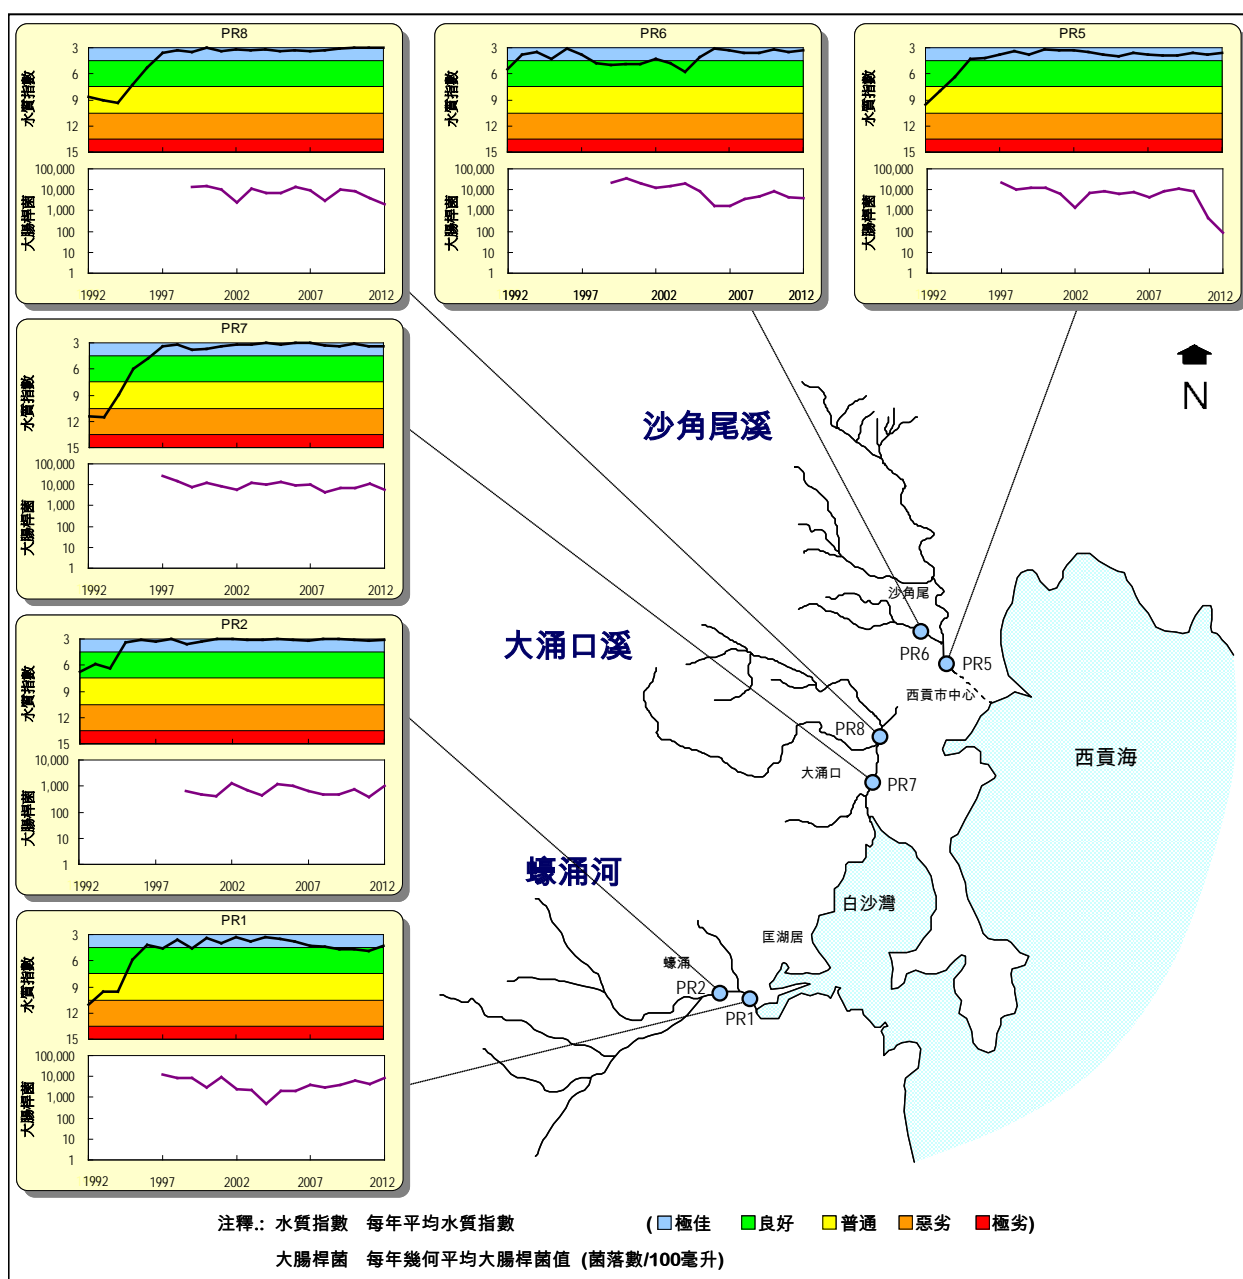 PR8
水質指數
3
6
9
12
15
大腸桿菌
100,000
10,000
1,000
100
10
1
1992 1997 2002 2007 2012
PR6
水質指數
3
6
9
12
15
大腸桿菌
100,000
10,000
1,000
100
10
1
1992 1997 2002 2007 2012
PR5
水質指數
3
6
9
12
15
大腸桿菌
100,000
10,000
1,000
100
10
1
1992 1997 2002 2007 2012
PR7
水質指數
3
6
9
12
15
大腸桿菌
100,000
10,000
1,000
100
10
1
1992 1997 2002 2007 2012
PR2
水質指數
3
6
9
12
15
大腸桿菌
10,000
1,000
100
10
1
1992 1997 2002 2007 2012
PR1
水質指數
3
6
9
12
15
大腸桿菌
100,000
10,000
1,000
100
10
1
1992 1997 2002 2007 2012
N
沙角尾溪
沙角尾
PR6
PR5
西貢市中心
大涌口溪
PR8
大涌口
PR7
西貢海
蠔涌河
白沙灣
匡湖居
蠔涌
PR2
PR1
注釋.: 水質指數 每年平均水質指數 (極佳 良好 普通 惡劣 極劣)
大腸桿菌 每年幾何平均大腸桿菌值 (菌落數/100毫升)